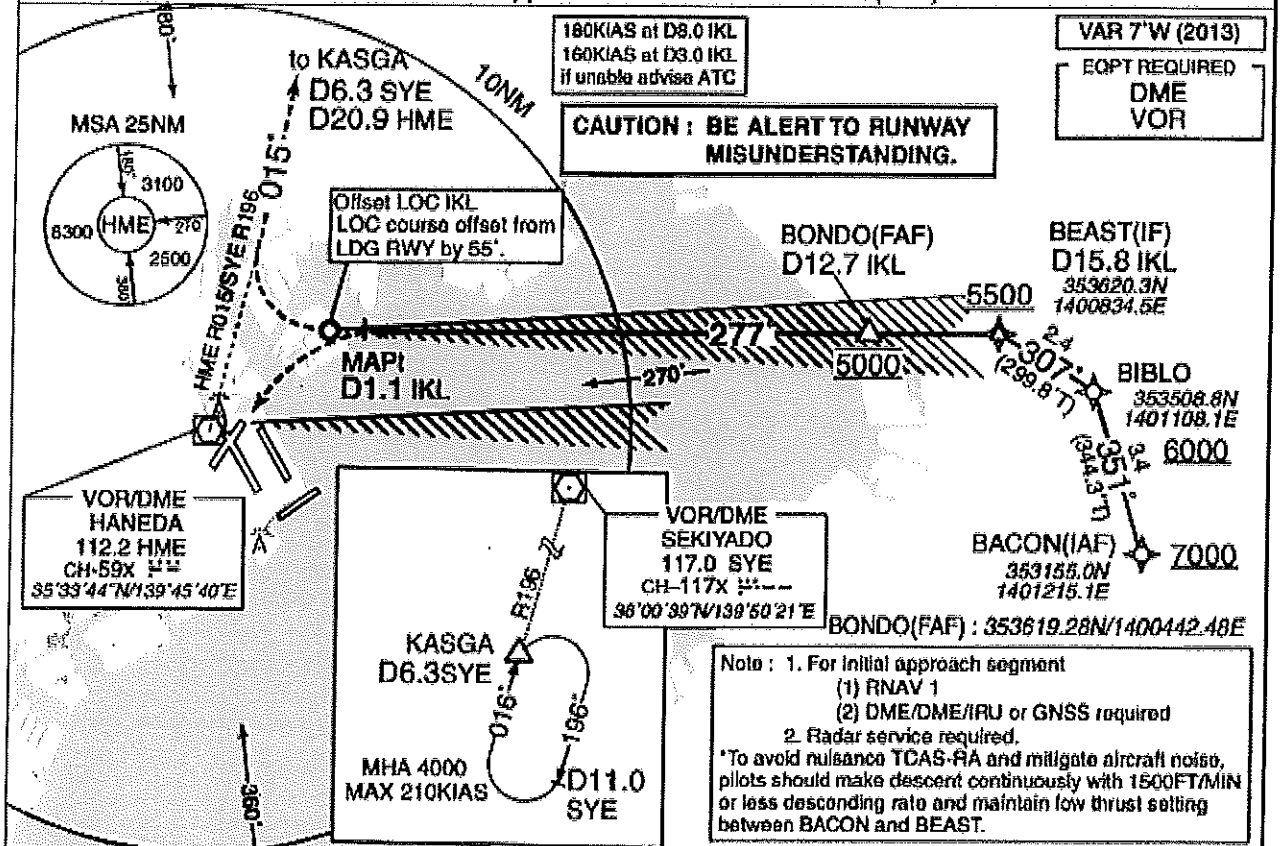 180KIAS at D8.0 IKL
160KIAS at D3.0 IKL
if unable advise ATC
VAR 7°W (2013)
EQPT REQUIRED
DME
VOR
CAUTION : BE ALERT TO RUNWAY
MISUNDERSTANDING.
to KASGA
D6.3 SYE
D20.9 HME
10NM
180°
015°
MSA 25NM
3100
6300
HME
270
2500
HME R015/SYE R196
Offset LOC IKL
LOC course offset from
LDG RWY by 55°.
MAPt
D1.1 IKL
277°
270°
BONDO(FAF)
D12.7 IKL
5000
BEAST(IF)
D15.8 IKL
353620.3N
1400834.5E
5500
2.4
307°
(299.8°T)
BIBLO
353508.8N
1401108.1E
6000
3.4
351°
(344.3°T)
BACON(IAF)
353155.0N
1401215.1E
7000
BONDO(FAF) : 353619.28N/1400442.48E
VOR/DME
HANEDA
112.2 HME
CH-59X
35°33'44"N/139°45'40"E
VOR/DME
SEKIYADO
117.0 SYE
CH-117X
36°00'39"N/139°50'21"E
R196
KASGA
D6.3SYE
016°
196°
MHA 4000
MAX 210KIAS
D11.0
SYE
360°
Note : 1. For initial approach segment
(1) RNAV 1
(2) DME/DME/IRU or GNSS required
2. Radar service required.
*To avoid nuisance TCAS-RA and mitigate aircraft noise,
pilots should make descent continuously with 1500FT/MIN
or less descending rate and maintain low thrust setting
between BACON and BEAST.